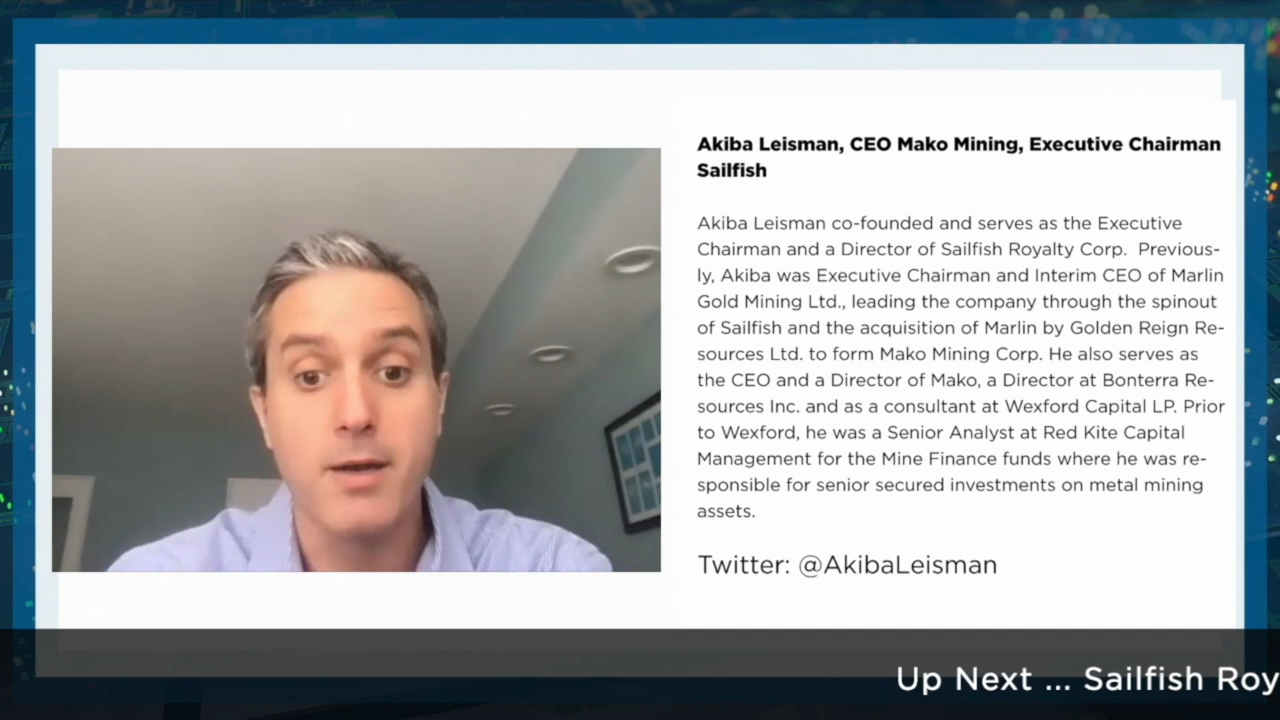 Akiba Leisman, CEO Mako Mining, Executive Chairman
Sailfish
Akiba Leisman co-founded and serves as the Executive
Chairman and a Director of Sailfish Royalty Corp. Previous-
ly, Akiba was Executive Chairman and Interim CEO of Marlin
Gold Mining Ltd., leading the company through the spinout
of Sailfish and the acquisition of Marlin by Golden Reign Re-
sources Ltd. to form Mako Mining Corp. He also serves as
the CEO and a Director of Mako, a Director at Bonterra Re-
sources Inc. and as a consultant at Wexford Capital LP. Prior
to Wexford, he was a Senior Analyst at Red Kite Capital
Management for the Mine Finance funds where he was re-
sponsible for senior secured investments on metal mining
assets.
Twitter: @AkibaLeisman
Up Next ... Sailfish Roy